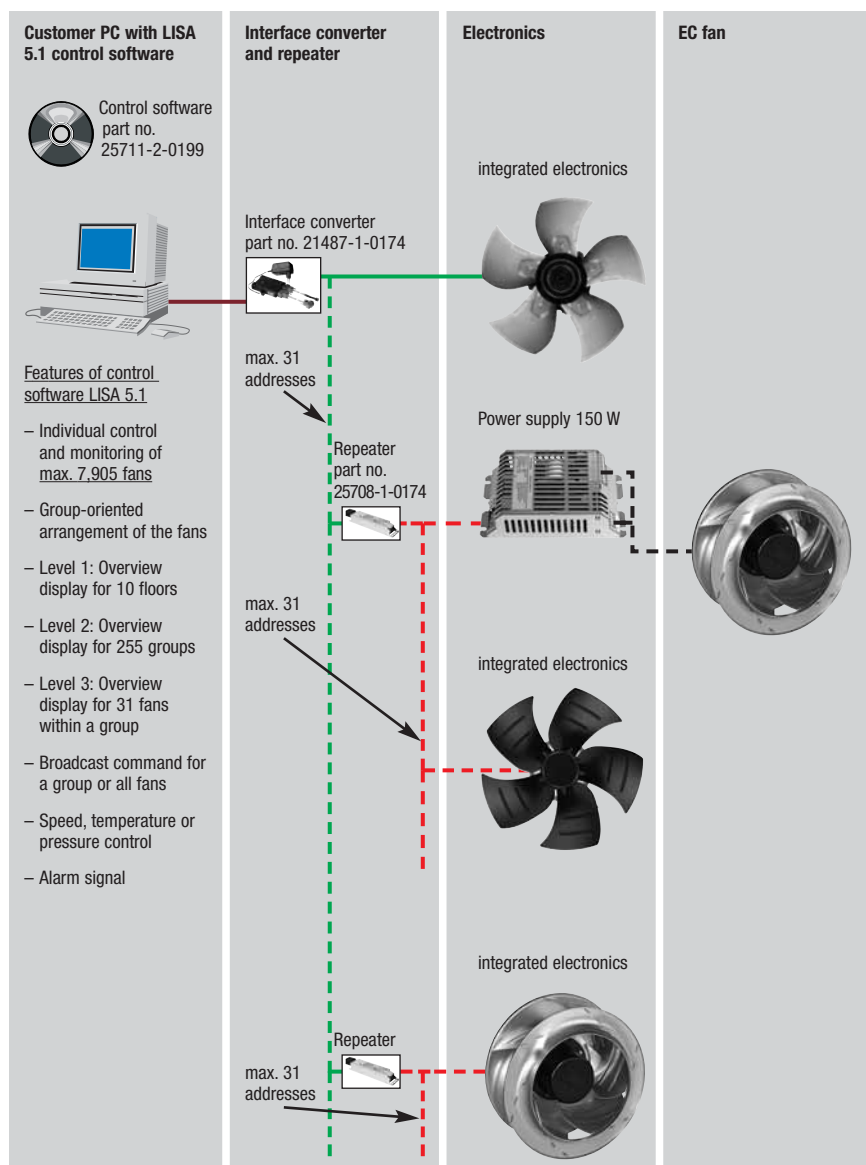 Customer PC with LISA
5.1 control software
Control software
part no.
25711-2-0199
Features of control
software LISA 5.1
– Individual control
and monitoring of
max. 7,905 fans
– Group-oriented
arrangement of the fans
– Level 1: Overview
display for 10 floors
– Level 2: Overview
display for 255 groups
– Level 3: Overview
display for 31 fans
within a group
– Broadcast command for
a group or all fans
– Speed, temperature or
pressure control
– Alarm signal
Interface converter
and repeater
Interface converter
part no. 21487-1-0174
max. 31
addresses
Repeater
part no.
25708-1-0174
max. 31
addresses
Repeater
max. 31
addresses
Electronics
integrated electronics
Power supply 150 W
integrated electronics
integrated electronics
EC fan